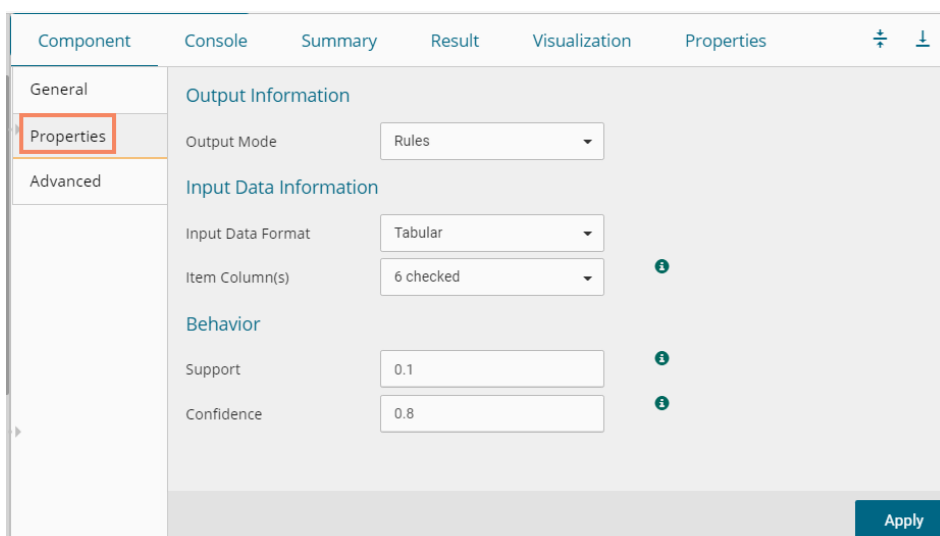 Component Console Summary Result Visualization Properties
General
Properties
Advanced
Output Information
Output Mode Rules
Input Data Information
Input Data Format Tabular
Item Column(s) 6 checked
Behavior
Support 0.1
Confidence 0.8
Apply